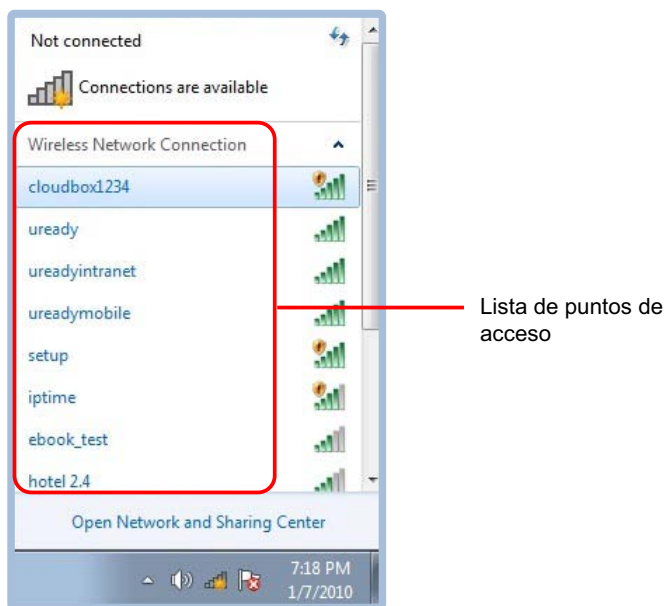 Not connected
Connections are available
Wireless Network Connection
cloudbox1234
uready
ureadyintranet
ureadymobile
setup
iptime
ebook_test
hotel 2.4
Open Network and Sharing Center
7:18 PM
1/7/2010
Lista de puntos de
acceso